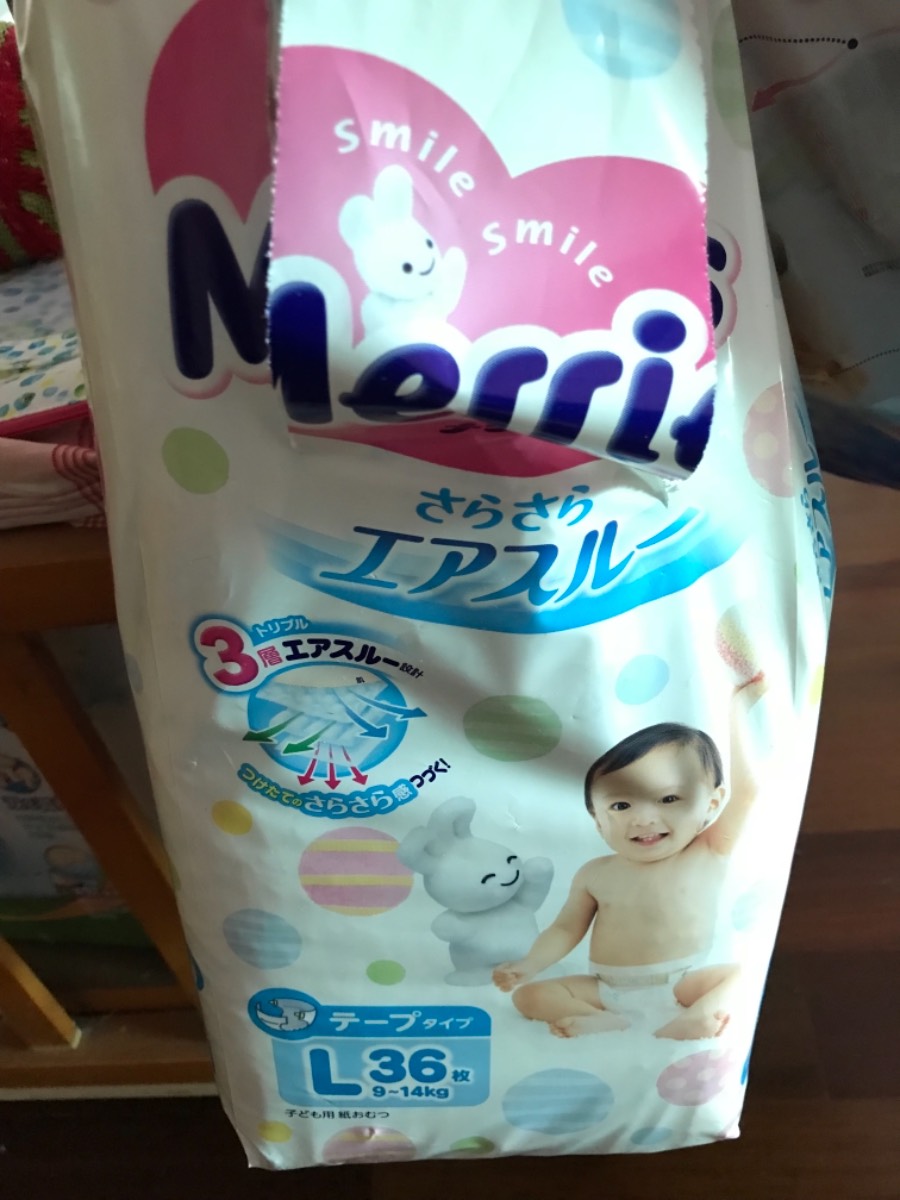 smile
smile
M
s
Merrie
さらさら
エアスルー
トリプル
3層エアスルー設計
肌
つけたてのさらさら感つづく!
テープタイプ
L 36枚
9~14kg
子ども用 紙おむつ